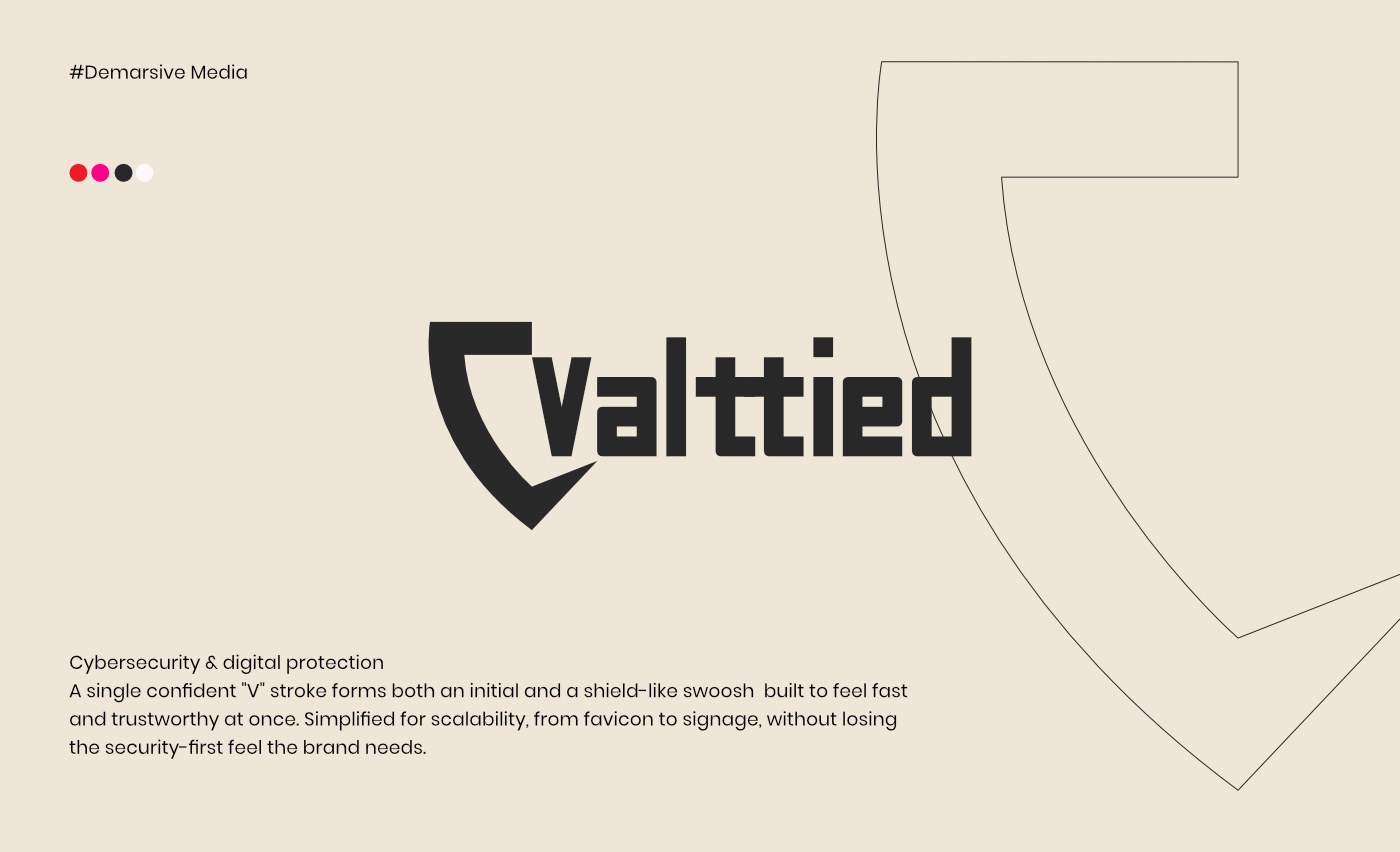 #Demarsive Media
valttied
Cybersecurity & digital protection
A single confident "V" stroke forms both an initial and a shield-like swoosh  built to feel fast
and trustworthy at once. Simplified for scalability, from favicon to signage, without losing
the security-first feel the brand needs.